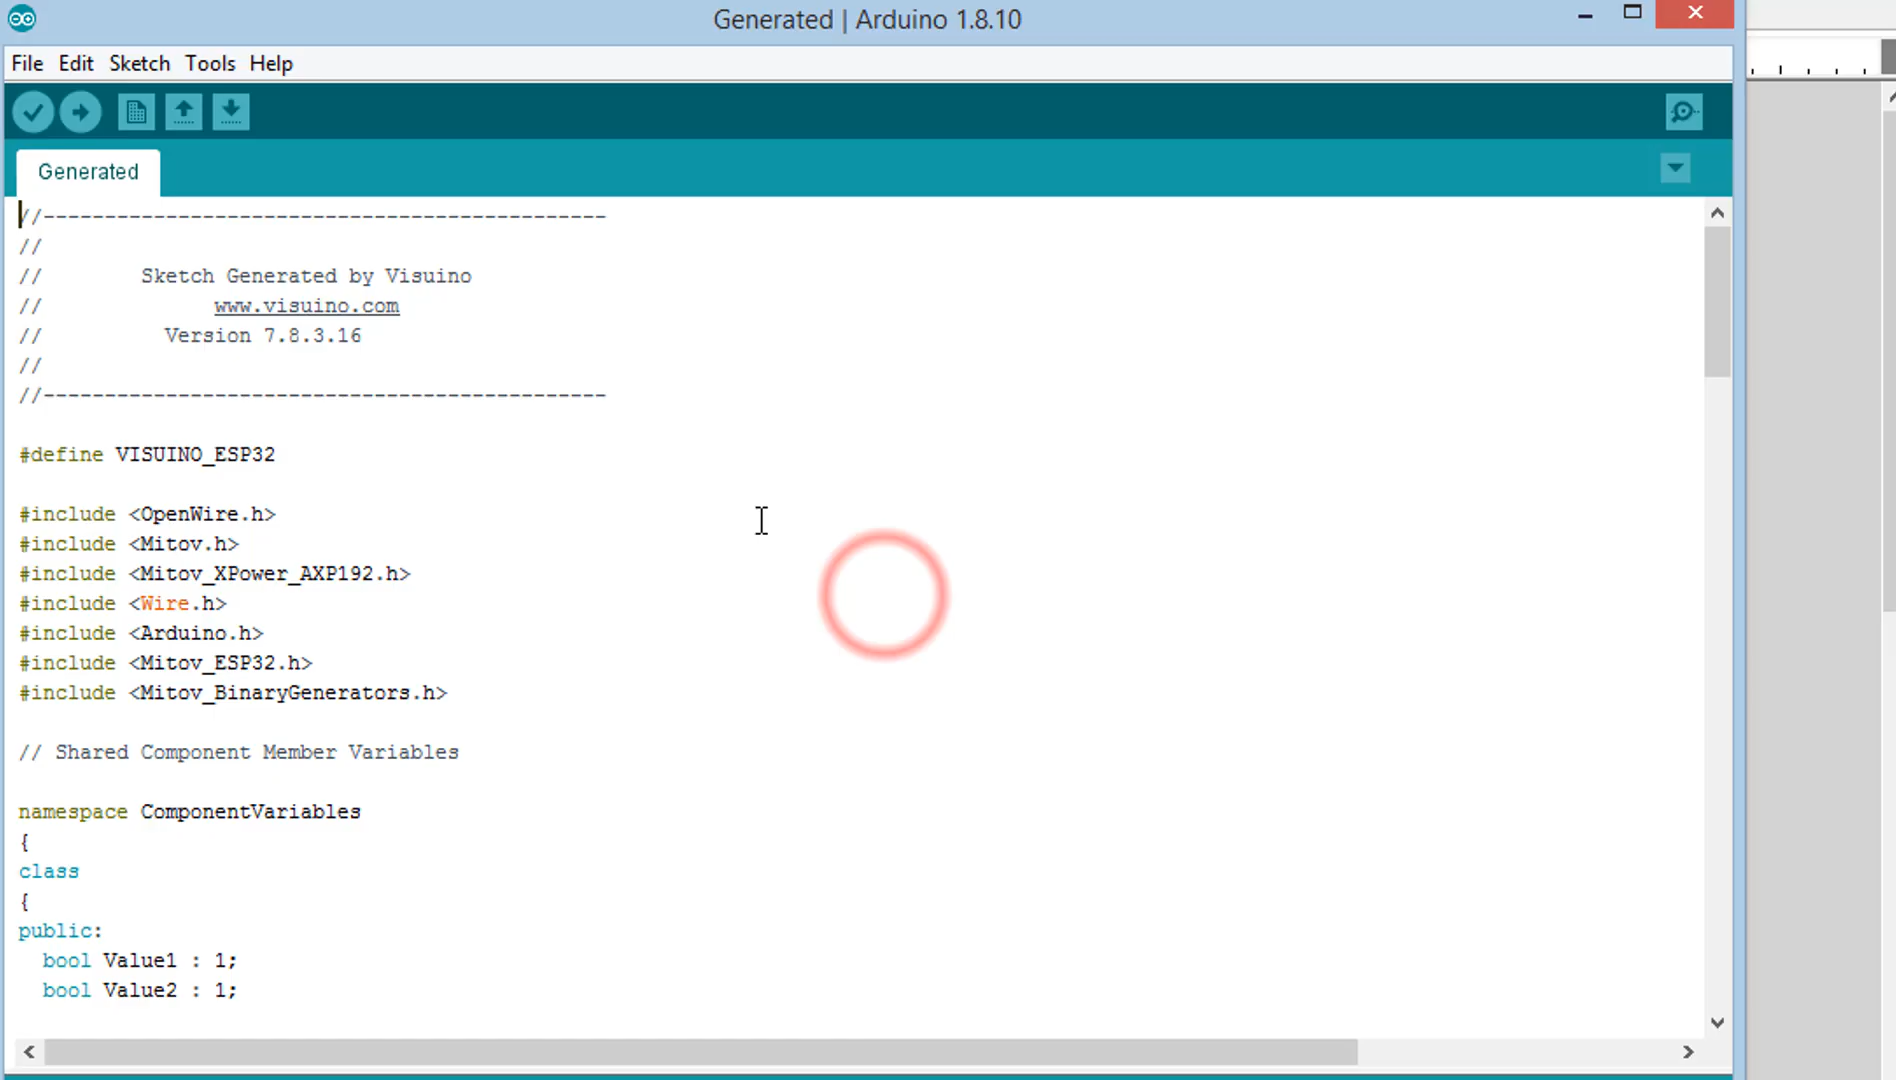 Generated | Arduino 1.8.10
File Edit Sketch Tools Help
Generated
//----------------------------------------------
//
// Sketch Generated by Visuino
// www.visuino.com
// Version 7.8.3.16
//
//----------------------------------------------
#define VISUINO_ESP32
#include <OpenWire.h>
#include <Mitov.h>
#include <Mitov_XPower_AXP192.h>
#include <Wire.h>
#include <Arduino.h>
#include <Mitov_ESP32.h>
#include <Mitov_BinaryGenerators.h>
// Shared Component Member Variables
namespace ComponentVariables
{
class
{
public:
bool Value1 : 1;
bool Value2 : 1;